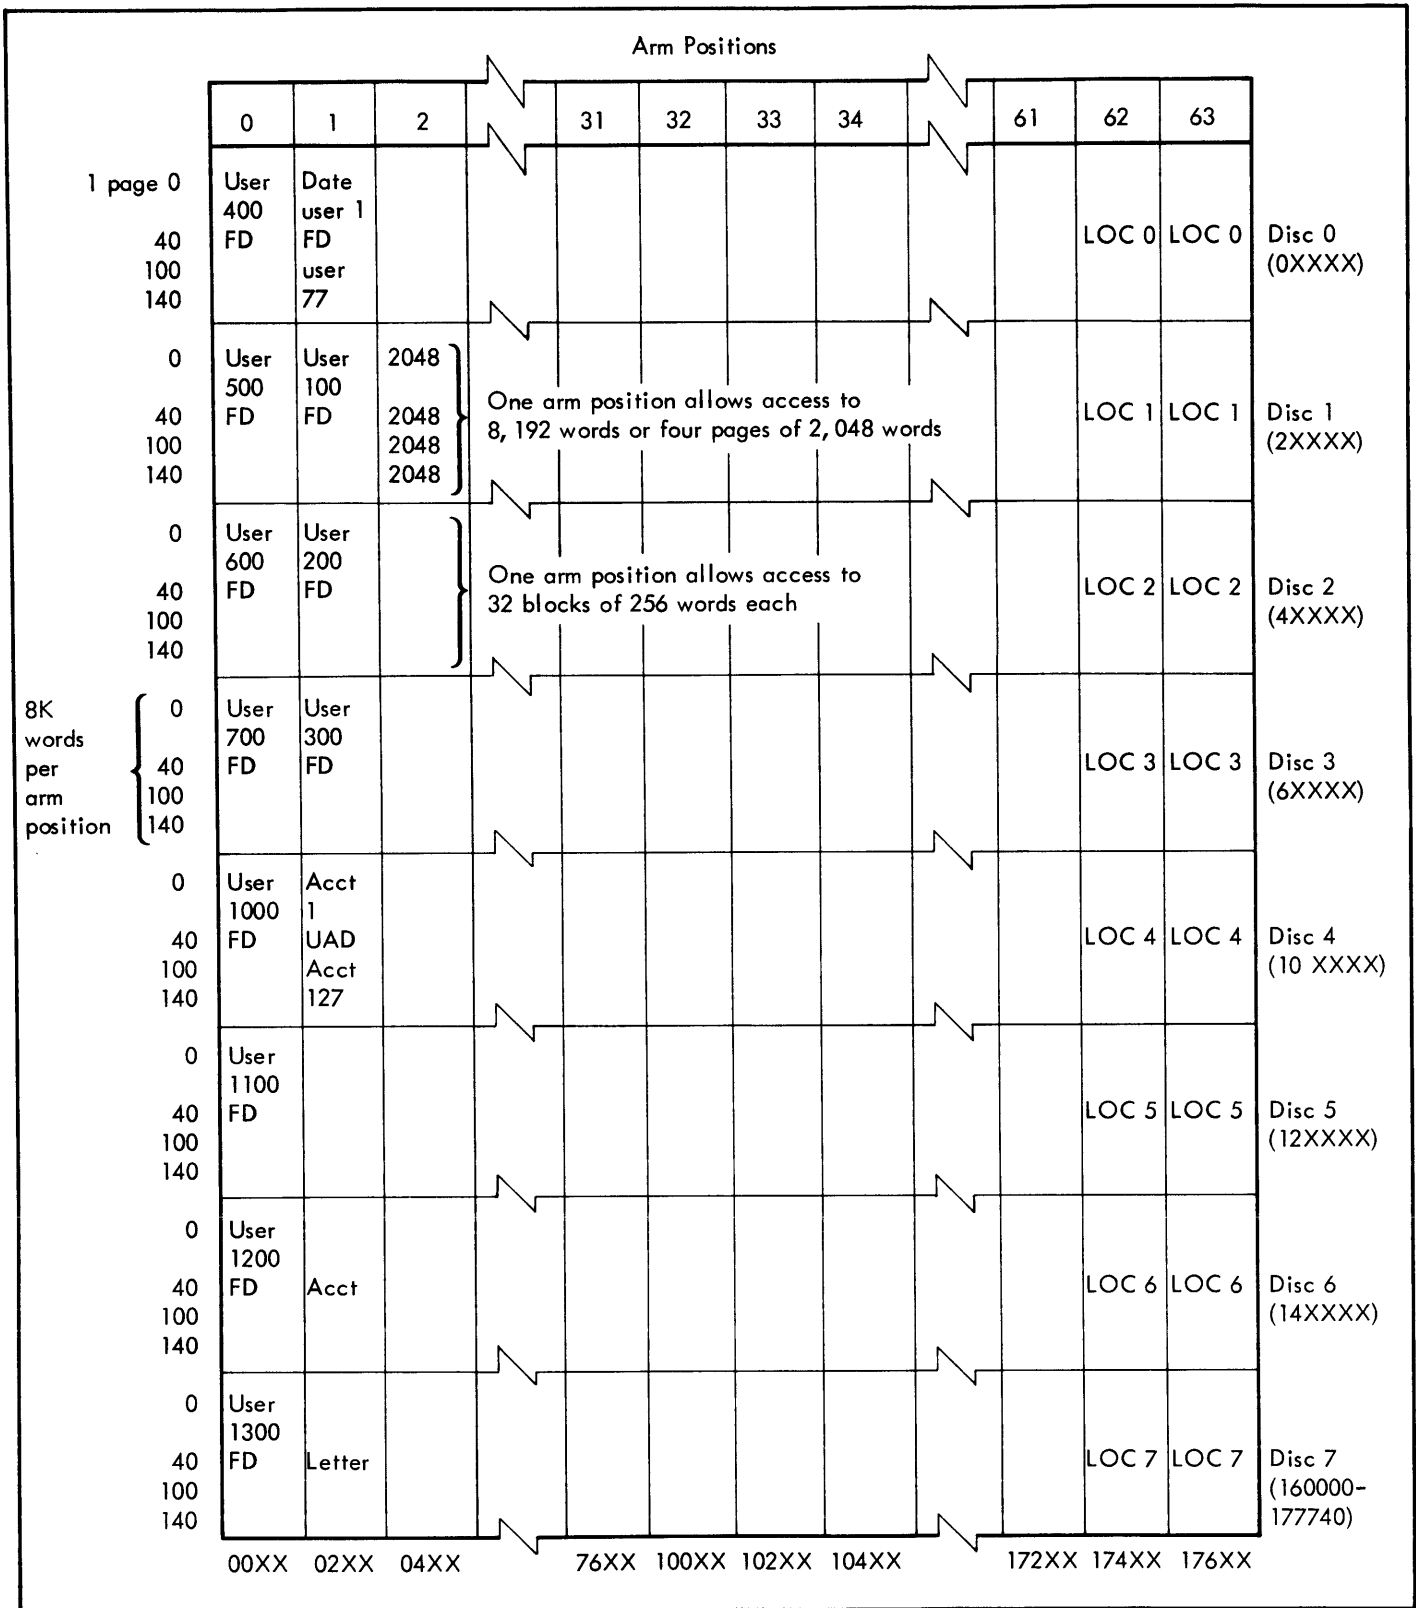 Arm Positions
0 1 2 31 32 33 34 61 62 63
1 page 0 User Date
400 user 1
40 FD FD LOC 0 LOC 0 Disc 0
100 user (0XXXX)
140 77
0 User User 2048
500 100 One arm position allows access to
40 FD FD 2048 8, 192 words or four pages of 2, 048 words LOC 1 LOC 1 Disc 1
100 2048 (2XXXX)
140 2048
0 User User
600 200 One arm position allows access to
40 FD FD 32 blocks of 256 words each LOC 2 LOC 2 Disc 2
100 (4XXXX)
140
8K 0 User User
words 700 300
per 40 FD FD LOC 3 LOC 3 Disc 3
arm 100 (6XXXX)
position 140
0 User Acct
1000 1
40 FD UAD LOC 4 LOC 4 Disc 4
100 Acct (10 XXXX)
140 127
0 User
1100
40 FD LOC 5 LOC 5 Disc 5
100 (12XXXX)
140
0 User
1200
40 FD Acct LOC 6 LOC 6 Disc 6
100 (14XXXX)
140
0 User
1300
40 FD Letter LOC 7 LOC 7 Disc 7
100 (160000-
140 177740)
00XX 02XX 04XX 76XX 100XX 102XX 104XX 172XX 174XX 176XX